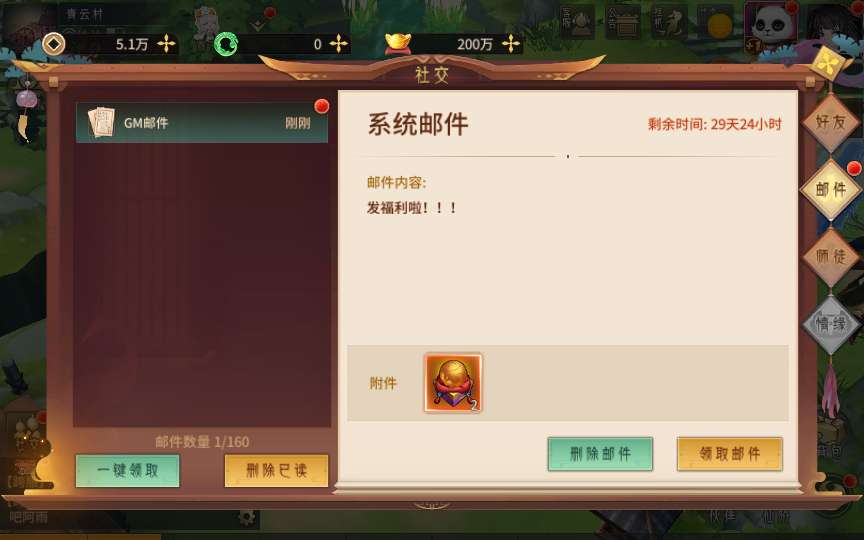 青云村
5.1万
0
200万
社交
GM邮件
刚刚
系统邮件
剩余时间: 29天24小时
邮件内容:
发福利啦！！！
附件
2
邮件数量 1/160
一键领取
删除已读
删除邮件
领取邮件
好友
邮件
师徒
情缘
吧阿雨